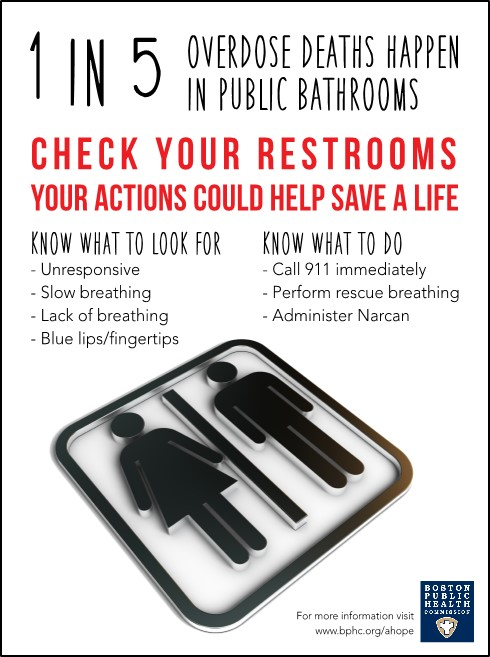 1 IN 5 OVERDOSE DEATHS HAPPEN
IN PUBLIC BATHROOMS
CHECK YOUR RESTROOMS
YOUR ACTIONS COULD HELP SAVE A LIFE
KNOW WHAT TO LOOK FOR
- Unresponsive
- Slow breathing
- Lack of breathing
- Blue lips/fingertips
KNOW WHAT TO DO
- Call 911 immediately
- Perform rescue breathing
- Administer Narcan
For more information visit
www.bphc.org/ahope
BOSTON
PUBLIC
HEALTH
COMMISSION